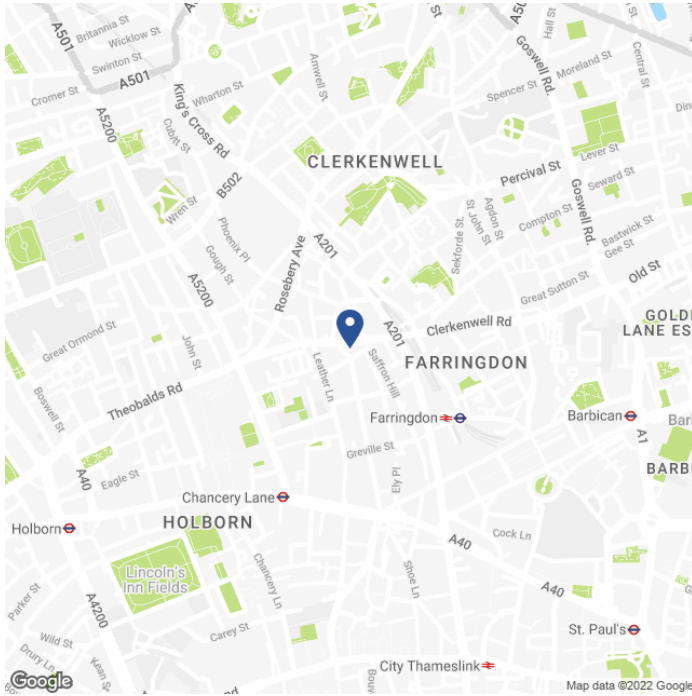 A501
Britannia St
Wicklow St
Swinton St
A501
Cromer St
Wharton St
A5200
King's Cross Rd
Cubitt St
Amwell St
Goswell Rd.
Hall St
Moreland St
Central St
Spencer St
CLERKENWELL
Percival St
Lever St
Seward St
B502
Wren St
Phoenix Pl
Gough St
Rosebery Ave
A201
Agdon St
St John St
Sekforde St.
Compton St
Goswell Rd.
Bastwick St
Gee St
Old St
Great Sutton St
A5200
Great Ormond St
John St
Boswell St
Theobalds Rd
Leather Ln
Saffron Hill
A201
Clerkenwell Rd
FARRINGDON
GOLDE
LANE ES
Farringdon
Barbican
Barb
A1
BARBI
Greville St
Ely Pl
A40
Eagle St
Chancery Lane
Holborn
HOLBORN
Cock Ln
A40
Lincoln's
Inn Fields
Chancery Ln
Shoe Ln
A40
Parker St
A4200
Wild St
Drury Ln
Kean St
Carey St
St. Paul's
City Thameslink
Google
Map data ©2022 Google